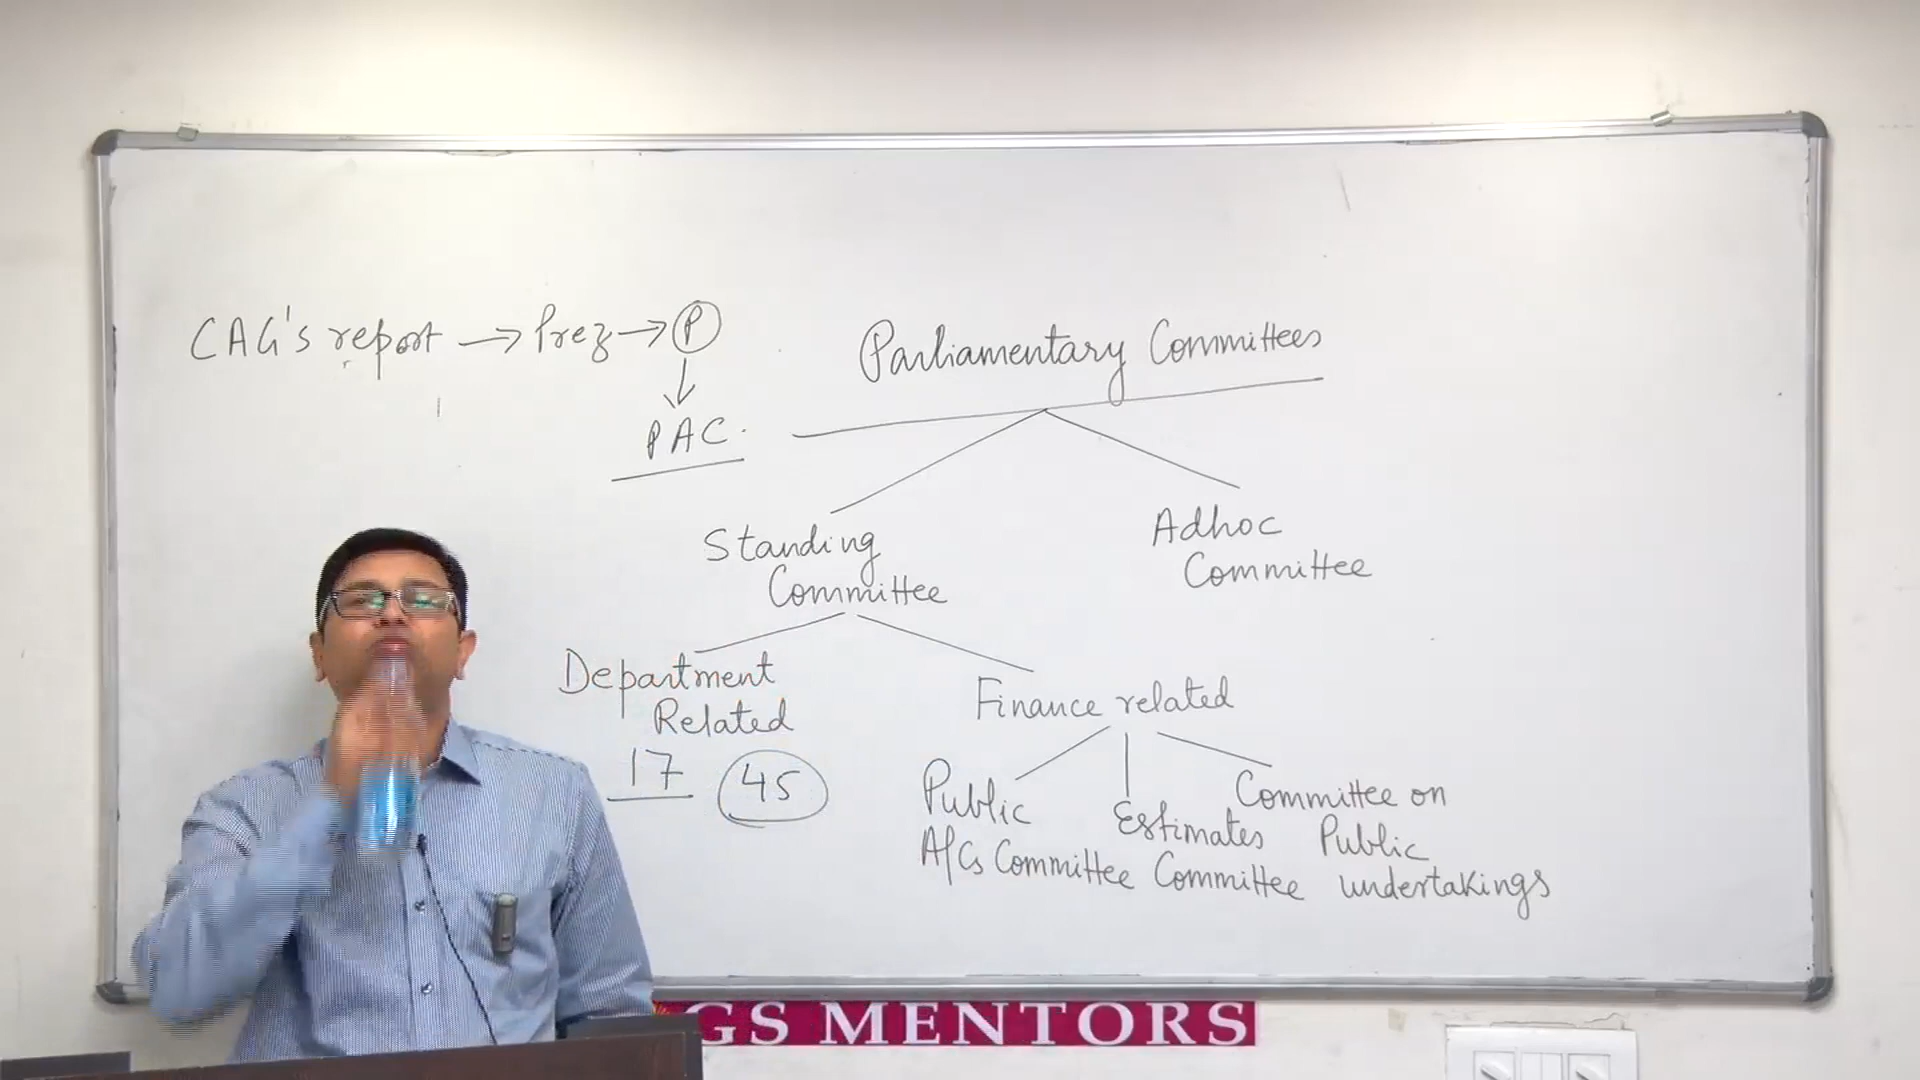 CAG's report → Prez → P
↓
PAC.
Parliamentary Committees
Standing
Committee
Adhoc
Committee
Department
Related
17 45
Finance related
Public
A/Cs Committee
Estimates
Committee
Committee on
Public
undertakings
GS MENTORS